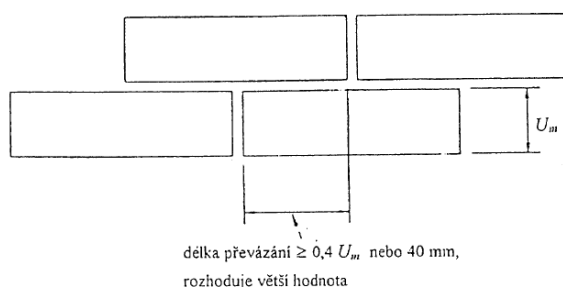 U_m
délka převázání ≥ 0,4 U_m nebo 40 mm,
rozhoduje větší hodnota